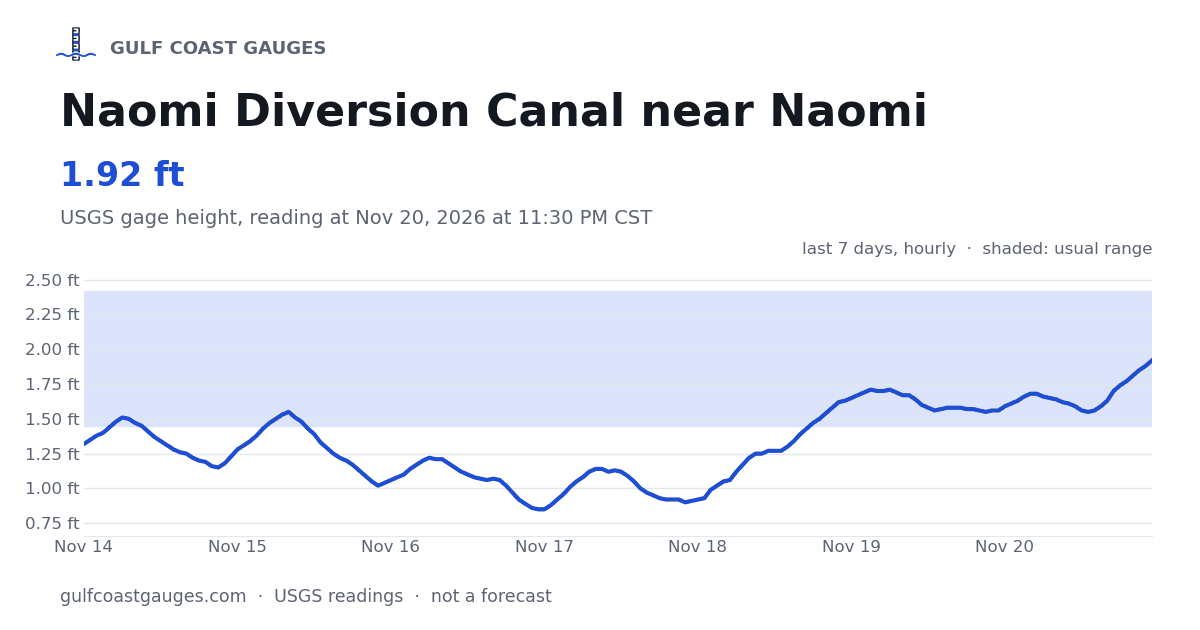 GULF COAST GAUGES
Naomi Diversion Canal near Naomi
1.92 ft
USGS gage height, reading at Nov 20, 2026 at 11:30 PM CST
last 7 days, hourly · shaded: usual range
2.50 ft
2.25 ft
2.00 ft
1.75 ft
1.50 ft
1.25 ft
1.00 ft
0.75 ft
Nov 14 Nov 15 Nov 16 Nov 17 Nov 18 Nov 19 Nov 20
gulfcoastgauges.com · USGS readings · not a forecast